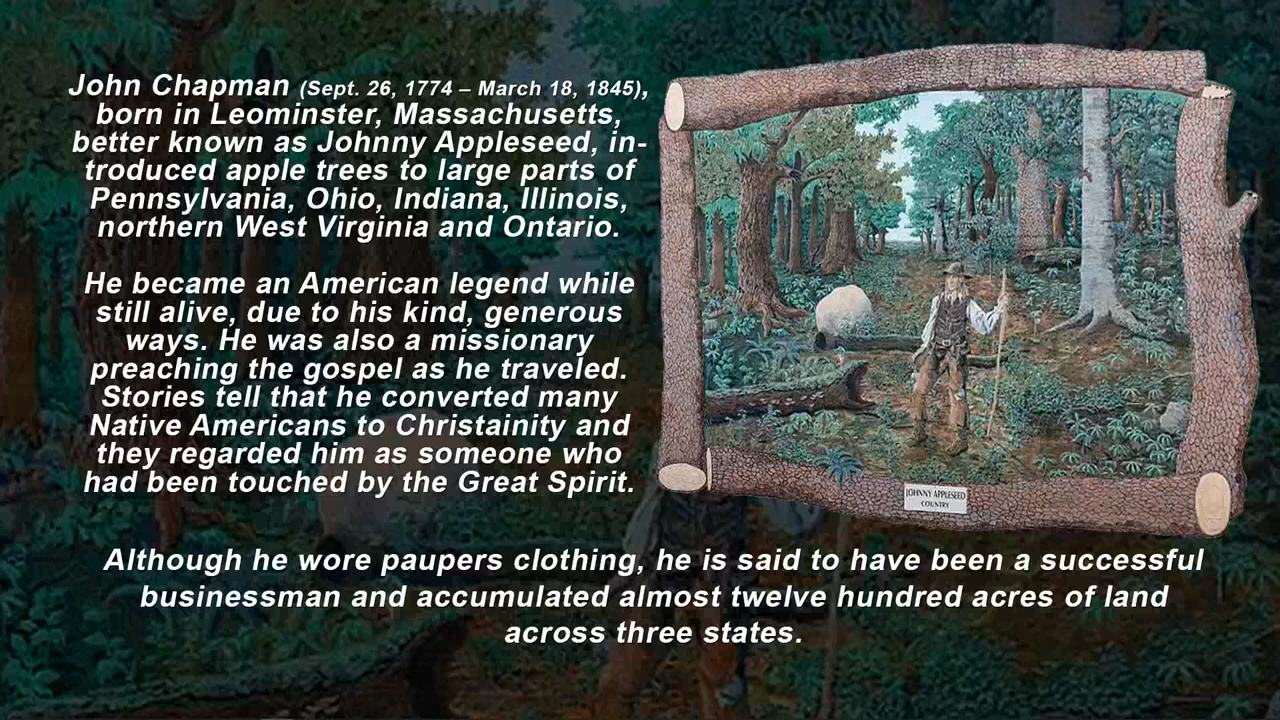 John Chapman (Sept. 26, 1774 – March 18, 1845),
born in Leominster, Massachusetts,
better known as Johnny Appleseed, in-
troduced apple trees to large parts of
Pennsylvania, Ohio, Indiana, Illinois,
northern West Virginia and Ontario.
He became an American legend while
still alive, due to his kind, generous
ways. He was also a missionary
preaching the gospel as he traveled.
Stories tell that he converted many
Native Americans to Christainity and
they regarded him as someone who
had been touched by the Great Spirit.
JOHNNY APPLESEED
COUNTRY
Although he wore paupers clothing, he is said to have been a successful
businessman and accumulated almost twelve hundred acres of land
across three states.